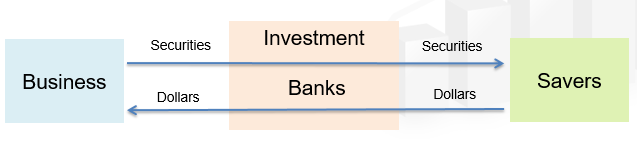 Investment
Securities
Securities
Business
Banks
Savers
Dollars
Dollars